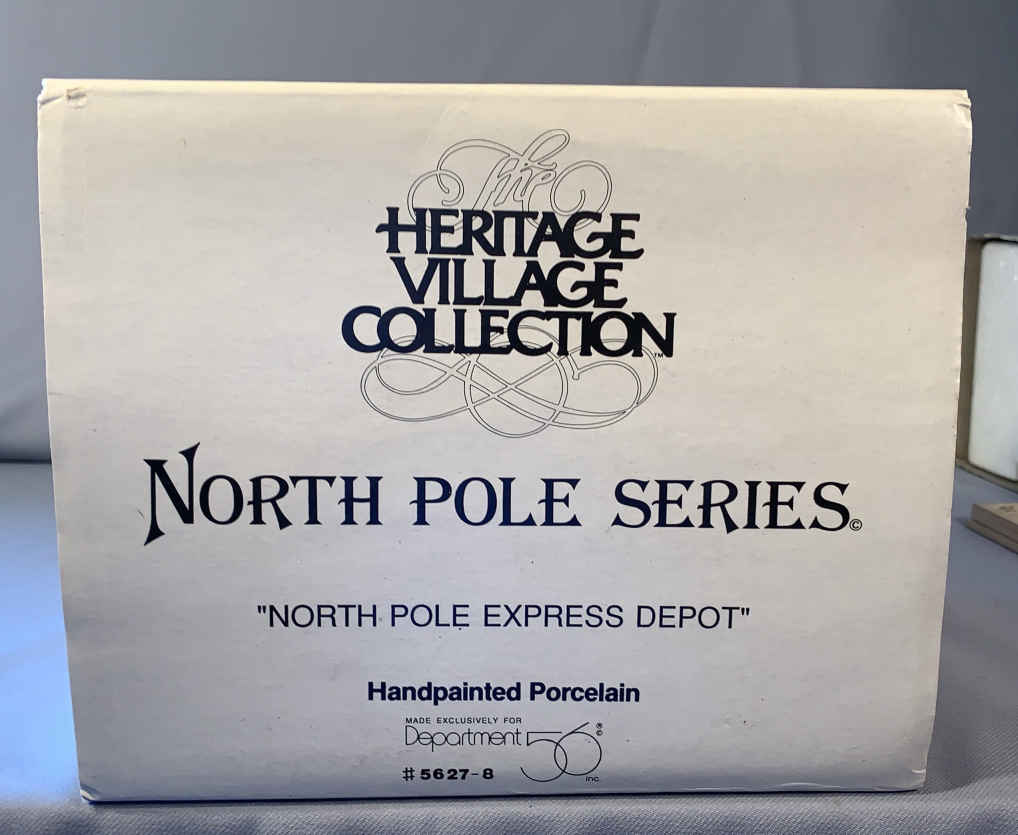 The
HERITAGE
VILLAGE
COLLECTION™
NORTH POLE SERIES©
"NORTH POLE EXPRESS DEPOT"
Handpainted Porcelain
MADE EXCLUSIVELY FOR
Department 56 ®©
inc.
#5627-8